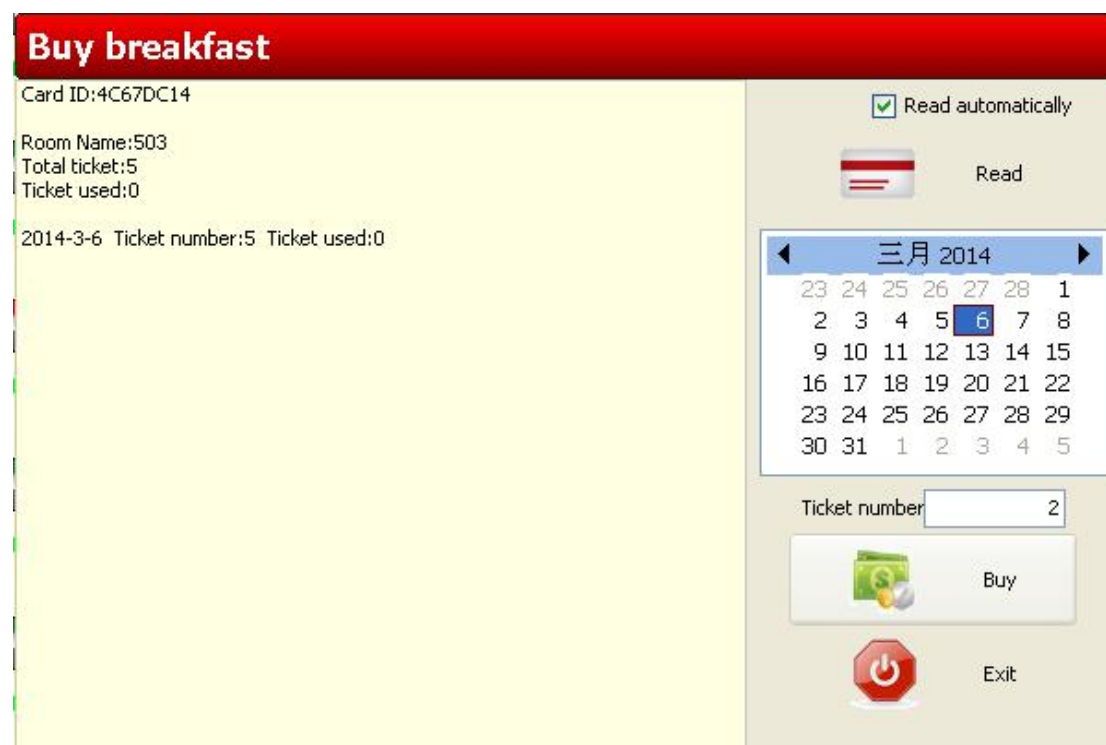 Buy breakfast
Card ID:4C67DC14
Room Name:503
Total ticket:5
Ticket used:0
2014-3-6 Ticket number:5 Ticket used:0
Read automatically
Read
三月 2014
23 24 25 26 27 28 1
2 3 4 5 6 7 8
9 10 11 12 13 14 15
16 17 18 19 20 21 22
23 24 25 26 27 28 29
30 31 1 2 3 4 5
Ticket number 2
Buy
Exit